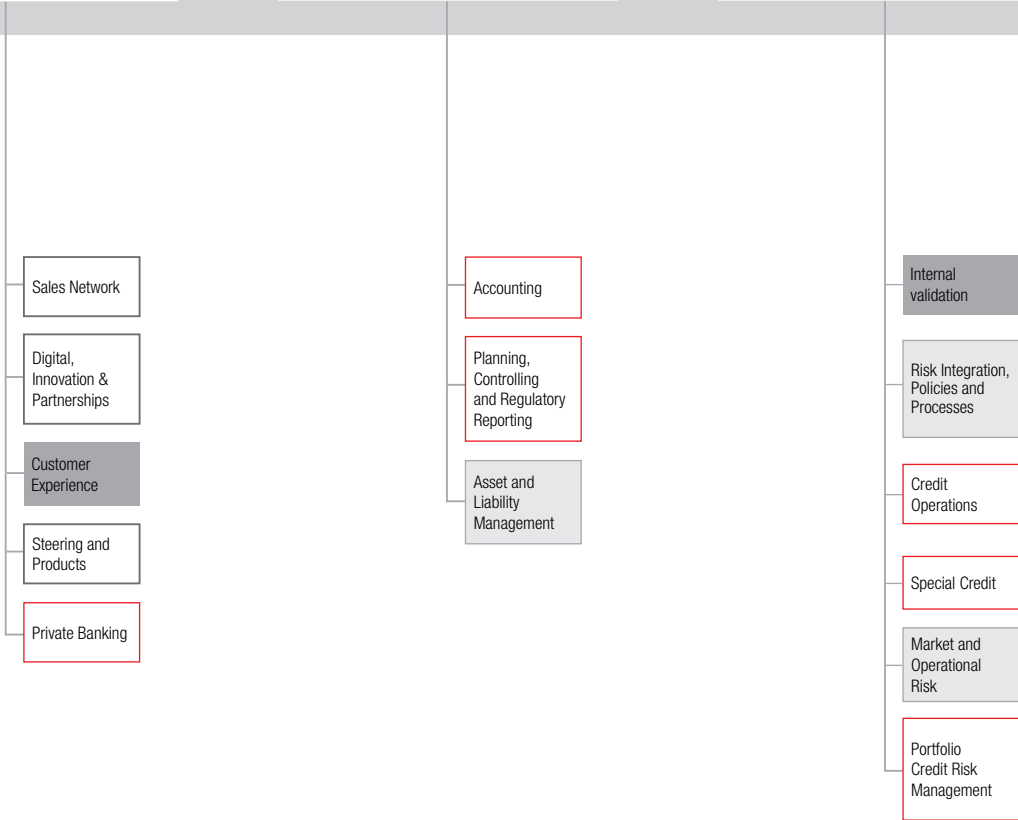 Sales Network
Digital,
Innovation &
Partnerships
Customer
Experience
Steering and
Products
Private Banking
Accounting
Planning,
Controlling
and Regulatory
Reporting
Asset and
Liability
Management
Internal
validation
Risk Integration,
Policies and
Processes
Credit
Operations
Special Credit
Market and
Operational
Risk
Portfolio
Credit Risk
Management